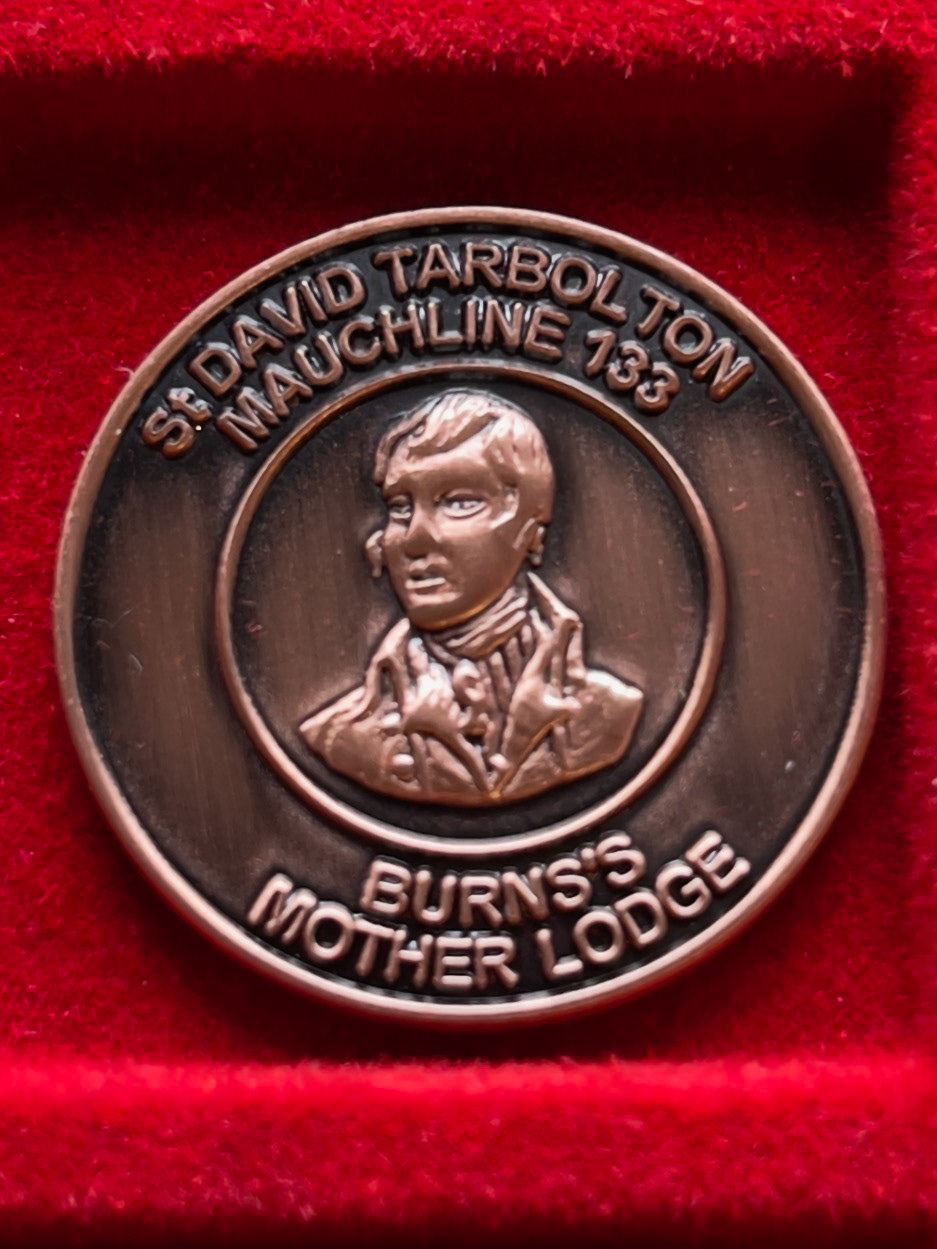 St DAVID TARBOLTON
MAUCHLINE 133
BURNS'S
MOTHER LODGE